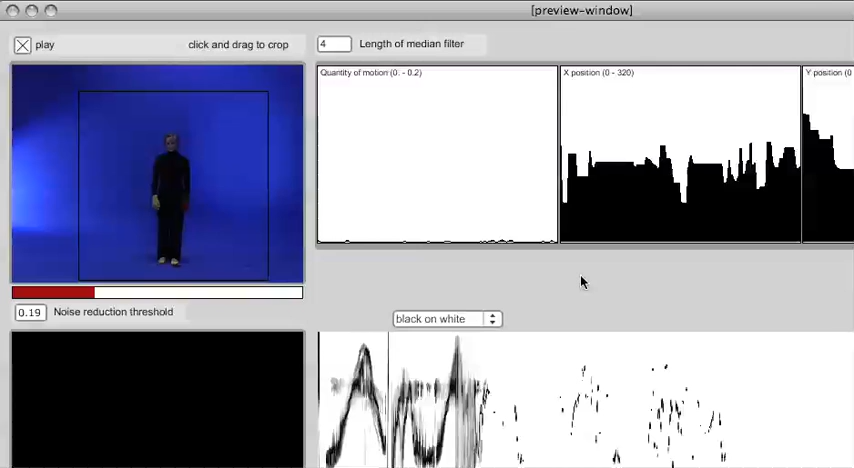 [preview-window]
play
click and drag to crop
4
Length of median filter
Quantity of motion (0. - 0.2)
X position (0 - 320)
Y position (0
0.19
Noise reduction threshold
black on white